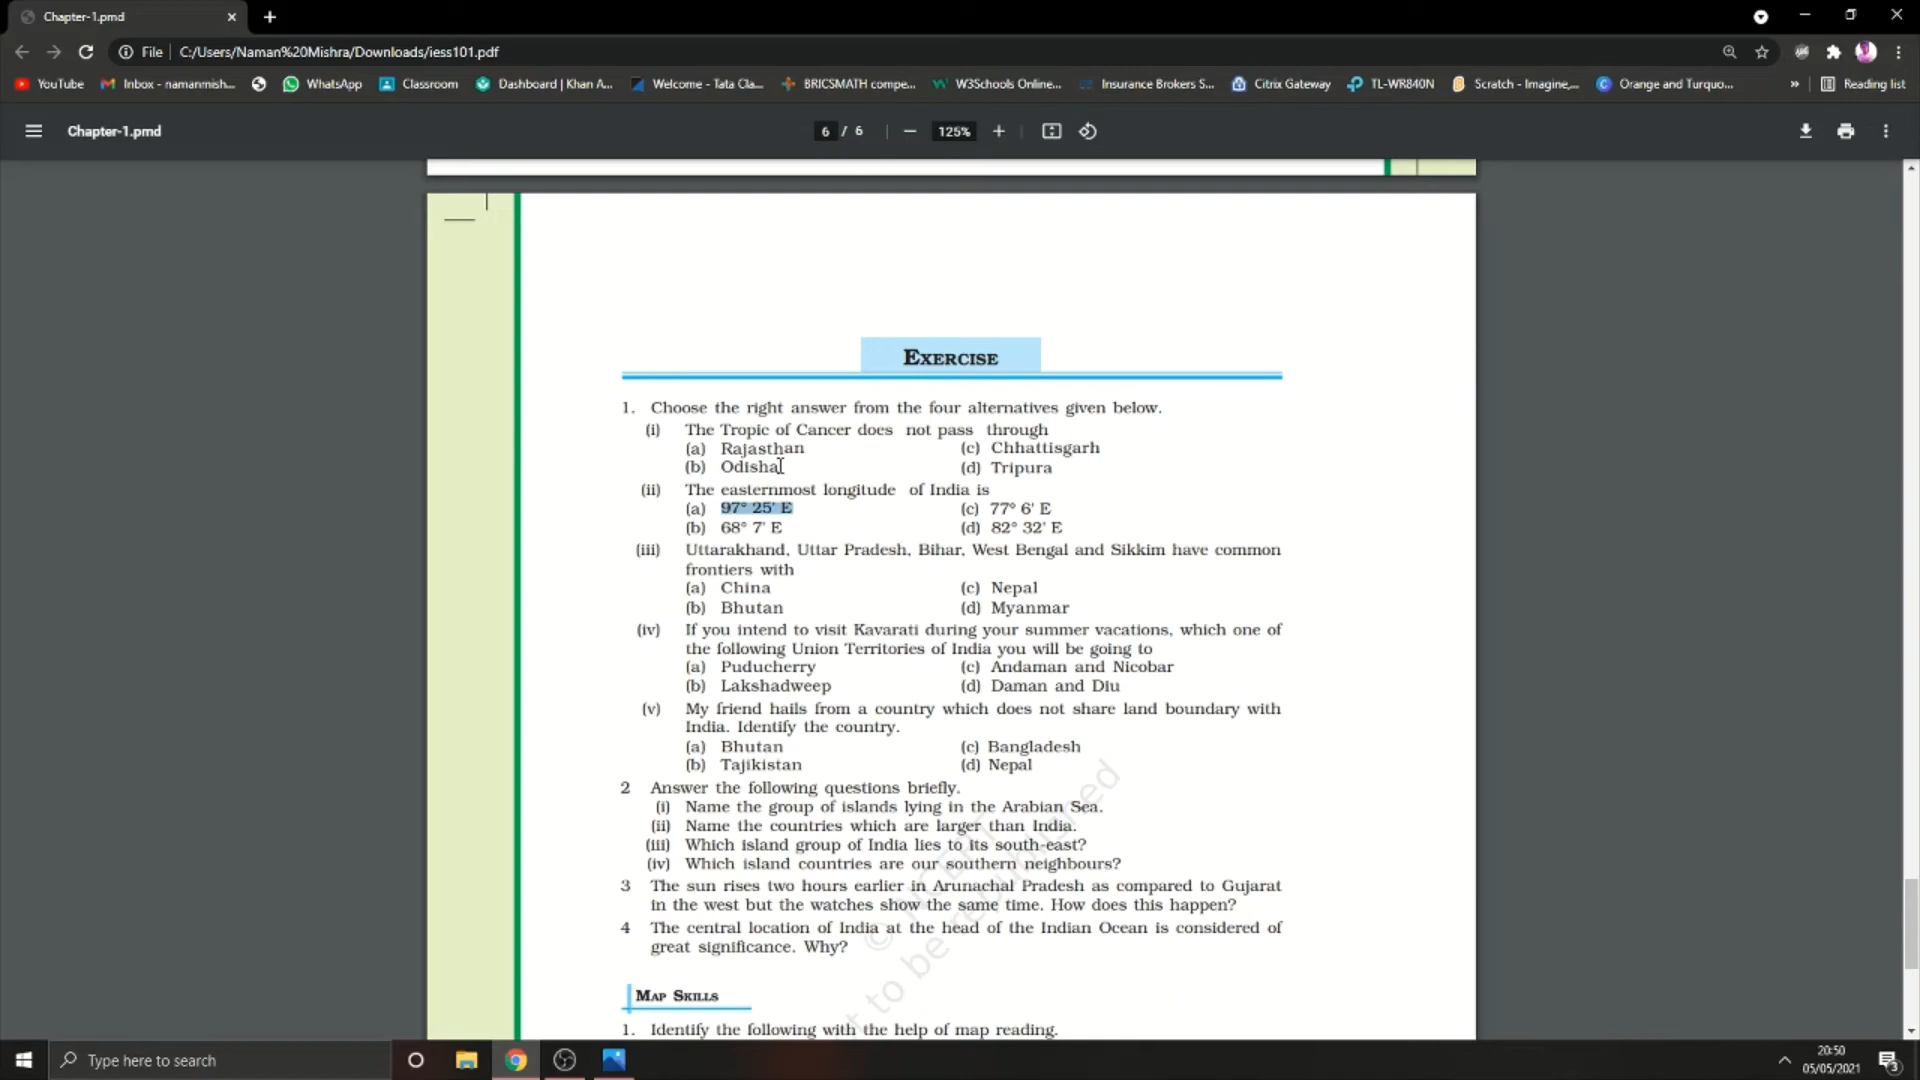 Chapter-1.pmd
File C:/Users/Naman%20Mishra/Downloads/iess101.pdf
YouTube Inbox - namanmish... WhatsApp Classroom Dashboard | Khan A... Welcome - Tata Cla... BRICSMATH compe... W3Schools Online... Insurance Brokers S... Citrix Gateway TL-WR840N Scratch - Imagine,... Orange and Turquo... » Reading list
Chapter-1.pmd 6 / 6 125%
EXERCISE
1. Choose the right answer from the four alternatives given below.
(i) The Tropic of Cancer does not pass through
(a) Rajasthan (c) Chhattisgarh
(b) Odisha (d) Tripura
(ii) The easternmost longitude of India is
(a) 97° 25' E (c) 77° 6' E
(b) 68° 7' E (d) 82° 32' E
(iii) Uttarakhand, Uttar Pradesh, Bihar, West Bengal and Sikkim have common
frontiers with
(a) China (c) Nepal
(b) Bhutan (d) Myanmar
(iv) If you intend to visit Kavarati during your summer vacations, which one of
the following Union Territories of India you will be going to
(a) Puducherry (c) Andaman and Nicobar
(b) Lakshadweep (d) Daman and Diu
(v) My friend hails from a country which does not share land boundary with
India. Identify the country.
(a) Bhutan (c) Bangladesh
(b) Tajikistan (d) Nepal
2 Answer the following questions briefly.
(i) Name the group of islands lying in the Arabian Sea.
(ii) Name the countries which are larger than India.
(iii) Which island group of India lies to its south-east?
(iv) Which island countries are our southern neighbours?
3 The sun rises two hours earlier in Arunachal Pradesh as compared to Gujarat
in the west but the watches show the same time. How does this happen?
4 The central location of India at the head of the Indian Ocean is considered of
great significance. Why?
© NCERT
to be republished
MAP SKILLS
1. Identify the following with the help of map reading.
Type here to search
20:50
05/05/2021
3